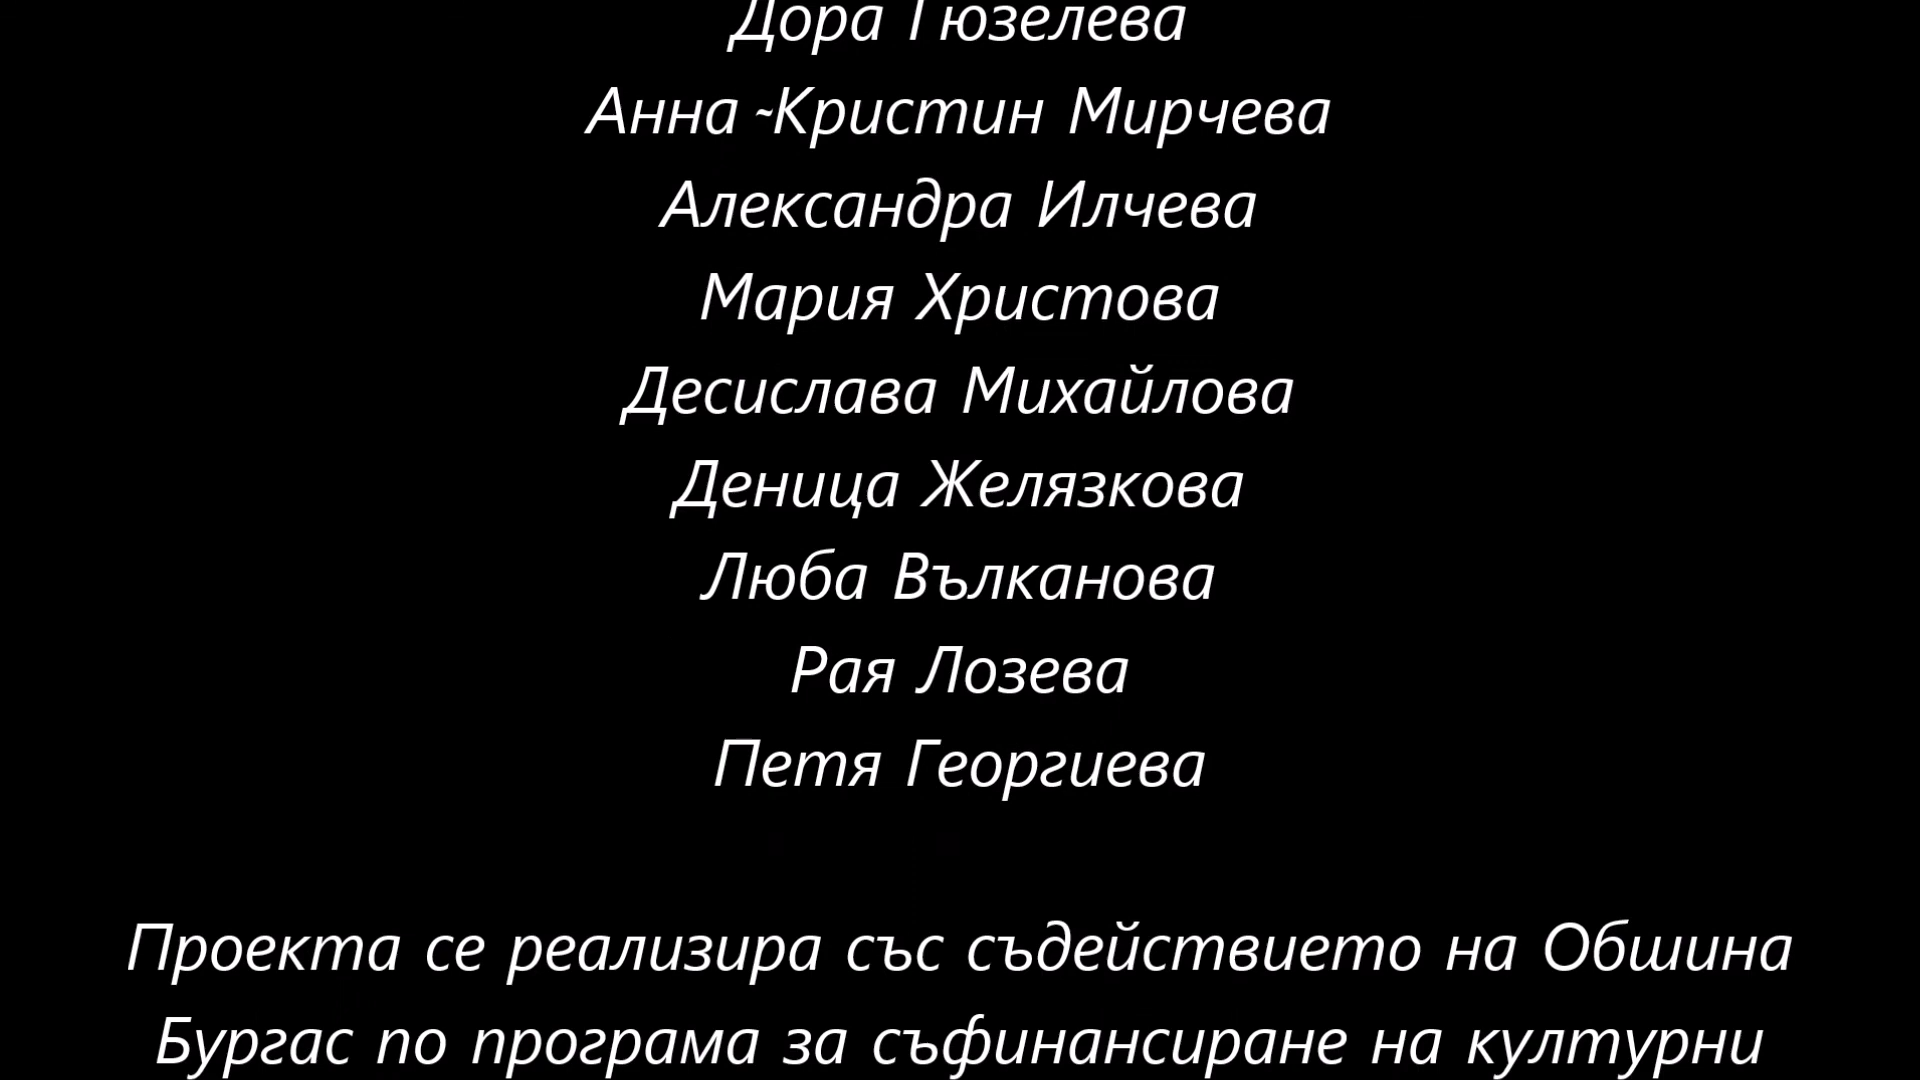 Дора Гюзелева
Анна ~Кристин Мирчева
Александра Илчева
Мария Христова
Десислава Михайлова
Деница Желязкова
Люба Вълканова
Рая Лозева
Петя Георгиева
Проекта се реализира със съдействието на Обшина
Бургас по програма за съфинансиране на културни